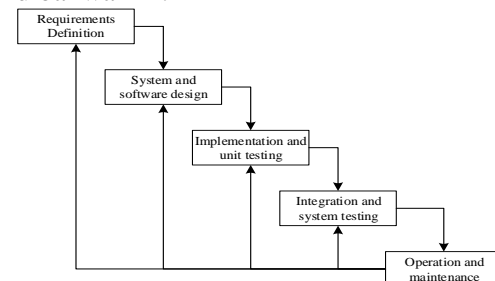 Requirements
Definition
System and
software design
Implementation and
unit testing
Integration and
system testing
Operation and
maintenance